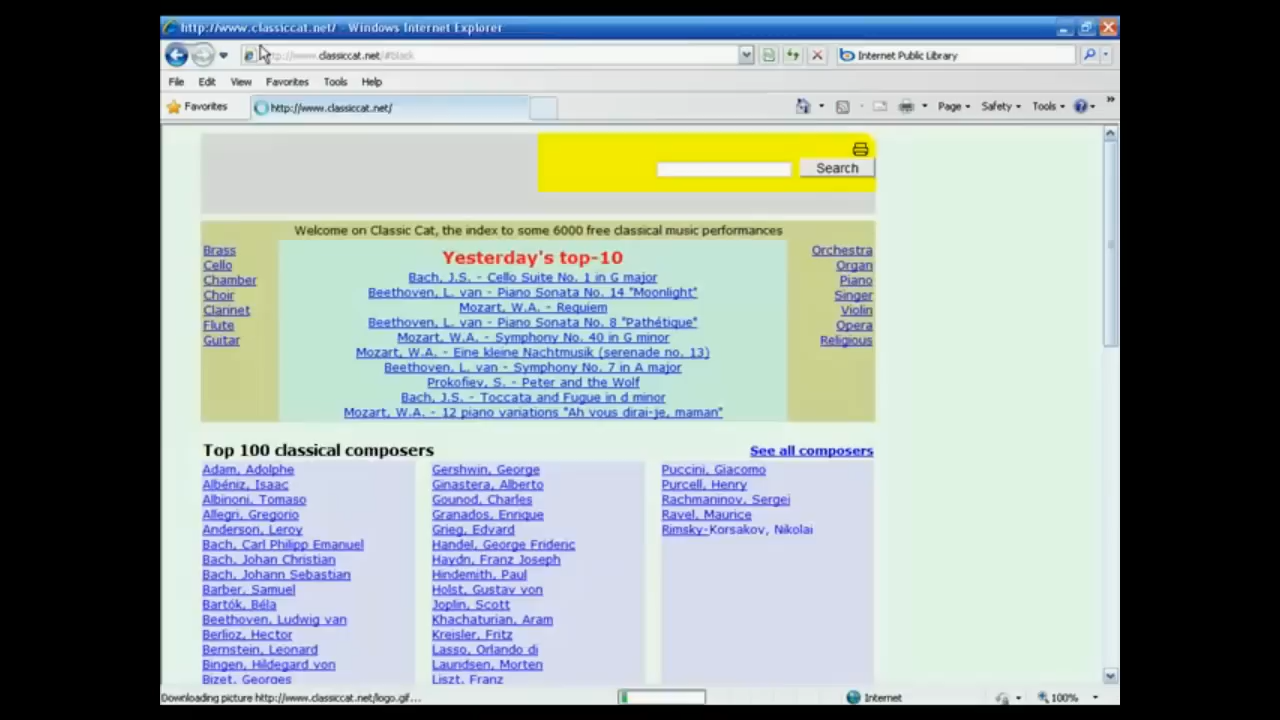 http://www.classiccat.net/ - Windows Internet Explorer
http://www.classiccat.net/#black
Internet Public Library
File Edit View Favorites Tools Help
Favorites
http://www.classiccat.net/
Page Safety Tools
Search
Welcome on Classic Cat, the index to some 6000 free classical music performances
Brass
Cello
Chamber
Choir
Clarinet
Flute
Guitar
Yesterday's top-10
Bach, J.S. - Cello Suite No. 1 in G major
Beethoven, L. van - Piano Sonata No. 14 "Moonlight"
Mozart, W.A. - Requiem
Beethoven, L. van - Piano Sonata No. 8 "Pathétique"
Mozart, W.A. - Symphony No. 40 in G minor
Mozart, W.A. - Eine kleine Nachtmusik (serenade no. 13)
Beethoven, L. van - Symphony No. 7 in A major
Prokofiev, S. - Peter and the Wolf
Bach, J.S. - Toccata and Fugue in d minor
Mozart, W.A. - 12 piano variations "Ah vous dirai-je, maman"
Orchestra
Organ
Piano
Singer
Violin
Opera
Religious
Top 100 classical composers
See all composers
Adam, Adolphe
Albéniz, Isaac
Albinoni, Tomaso
Allegri, Gregorio
Anderson, Leroy
Bach, Carl Philipp Emanuel
Bach, Johan Christian
Bach, Johann Sebastian
Barber, Samuel
Bartók, Béla
Beethoven, Ludwig van
Berlioz, Hector
Bernstein, Leonard
Bingen, Hildegard von
Bizet, Georges
Gershwin, George
Ginastera, Alberto
Gounod, Charles
Granados, Enrique
Grieg, Edvard
Handel, George Frideric
Haydn, Franz Joseph
Hindemith, Paul
Holst, Gustav von
Joplin, Scott
Khachaturian, Aram
Kreisler, Fritz
Lasso, Orlando di
Lauridsen, Morten
Liszt, Franz
Puccini, Giacomo
Purcell, Henry
Rachmaninov, Sergei
Ravel, Maurice
Rimsky-Korsakov, Nikolai
Downloading picture http://www.classiccat.net/logo.gif...
Internet
100%